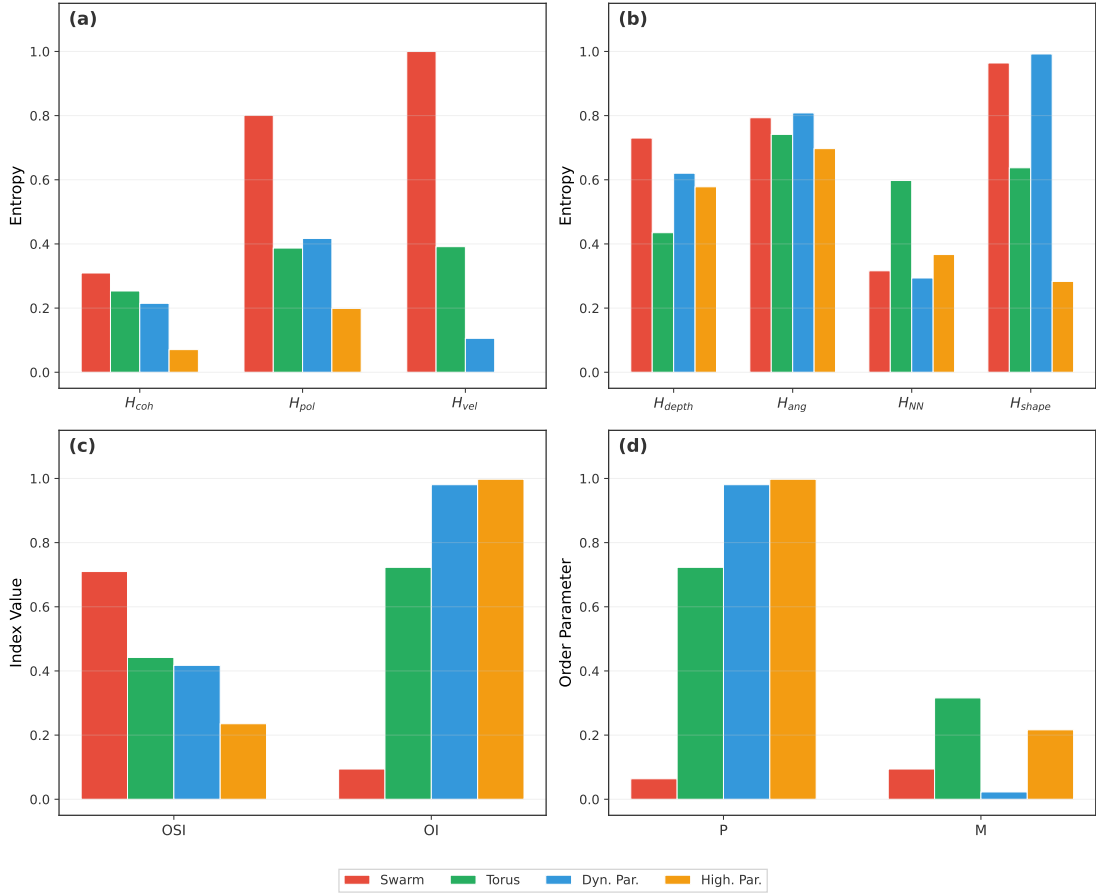 (a)
1.0
0.8
0.6
0.4
0.2
0.0
Entropy
H_coh
H_pol
H_vel
(b)
1.0
0.8
0.6
0.4
0.2
0.0
Entropy
H_depth
H_ang
H_NN
H_shape
(c)
1.0
0.8
0.6
0.4
0.2
0.0
Index Value
OSI
OI
(d)
1.0
0.8
0.6
0.4
0.2
0.0
Order Parameter
P
M
Swarm
Torus
Dyn. Par.
High. Par.